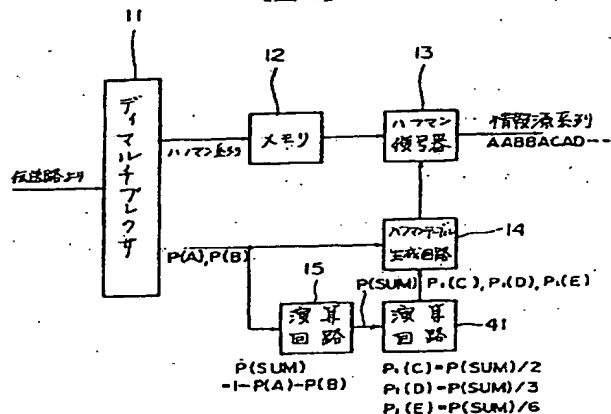 11
12
13
ディマルチプレクサ
ハフマン系列
メモリ
ハフマン
復号器
情報源系列
AABBACAD---
伝送路より
P(A),P(B)
ハフマンテーブル
生成回路
14
15
P(SUM)
P₁(C),P₁(D),P₁(E)
演算
回路
演算
回路
41
P(SUM)
=1-P(A)-P(B)
P₁(C)=P(SUM)/2
P₁(D)=P(SUM)/3
P₁(E)=P(SUM)/6